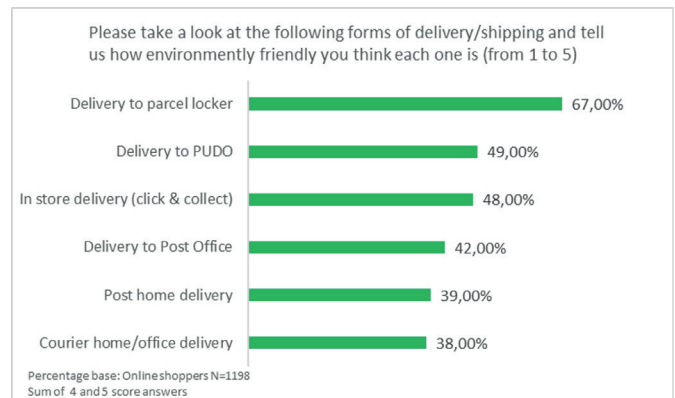 Please take a look at the following forms of delivery/shipping and tell
us how environmently friendly you think each one is (from 1 to 5)
Delivery to parcel locker 67,00%
Delivery to PUDO 49,00%
In store delivery (click & collect) 48,00%
Delivery to Post Office 42,00%
Post home delivery 39,00%
Courier home/office delivery 38,00%
Percentage base: Online shoppers N=1198
Sum of 4 and 5 score answers